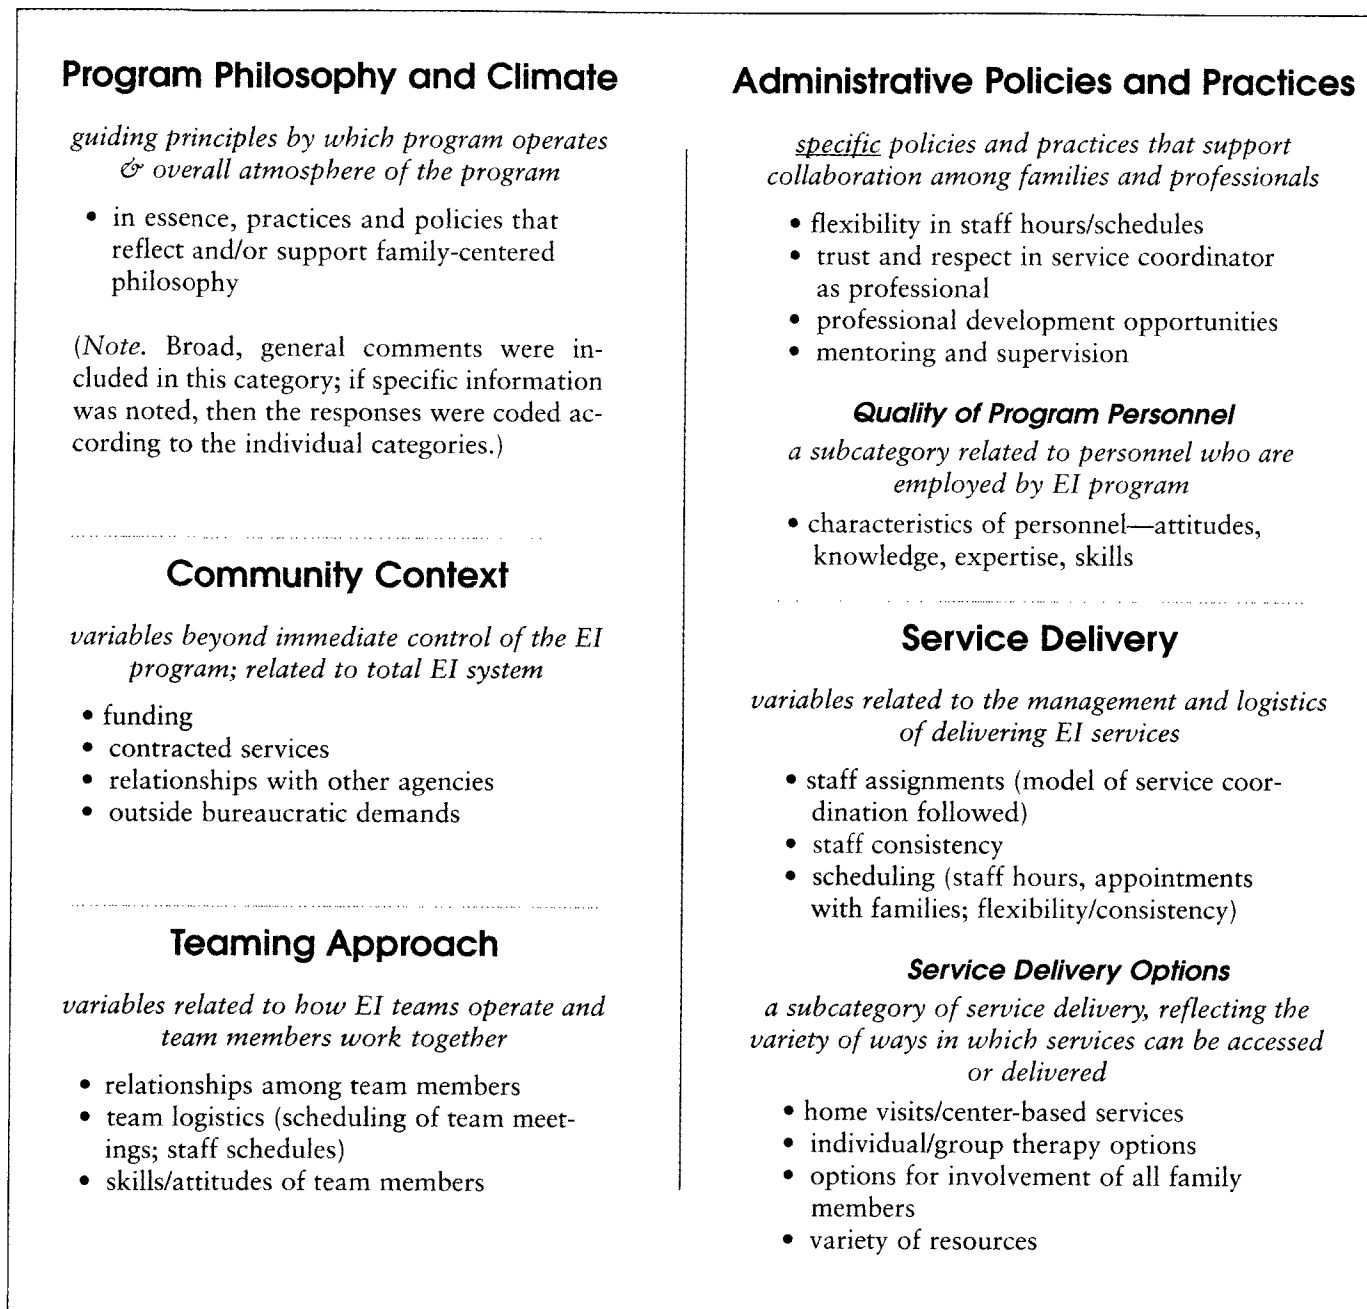 Program Philosophy and Climate
guiding principles by which program operates
& overall atmosphere of the program
• in essence, practices and policies that
reflect and/or support family-centered
philosophy
(Note. Broad, general comments were in-
cluded in this category; if specific information
was noted, then the responses were coded ac-
cording to the individual categories.)
Community Context
variables beyond immediate control of the EI
program; related to total EI system
• funding
• contracted services
• relationships with other agencies
• outside bureaucratic demands
Teaming Approach
variables related to how EI teams operate and
team members work together
• relationships among team members
• team logistics (scheduling of team meet-
ings; staff schedules)
• skills/attitudes of team members
Administrative Policies and Practices
specific policies and practices that support
collaboration among families and professionals
• flexibility in staff hours/schedules
• trust and respect in service coordinator
as professional
• professional development opportunities
• mentoring and supervision
Quality of Program Personnel
a subcategory related to personnel who are
employed by EI program
• characteristics of personnel—attitudes,
knowledge, expertise, skills
Service Delivery
variables related to the management and logistics
of delivering EI services
• staff assignments (model of service coor-
dination followed)
• staff consistency
• scheduling (staff hours, appointments
with families; flexibility/consistency)
Service Delivery Options
a subcategory of service delivery, reflecting the
variety of ways in which services can be accessed
or delivered
• home visits/center-based services
• individual/group therapy options
• options for involvement of all family
members
• variety of resources